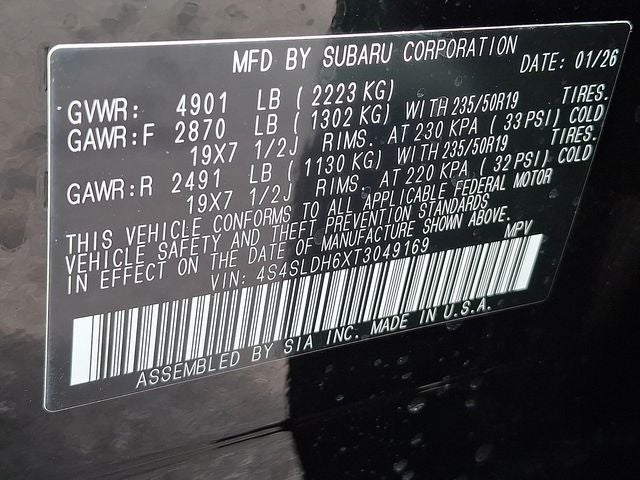 MFD BY SUBARU CORPORATION DATE: 01/26
GVWR: 4901 LB (2223 KG)
GAWR:F 2870 LB (1302 KG) WITH 235/50R19 TIRES.
19X7 1/2J RIMS. AT 230 KPA (33 PSI) COLD
GAWR:R 2491 LB (1130 KG) WITH 235/50R19 TIRES.
19X7 1/2J RIMS. AT 220 KPA (32 PSI) COLD
THIS VEHICLE CONFORMS TO ALL APPLICABLE FEDERAL MOTOR
VEHICLE SAFETY AND THEFT PREVENTION STANDARDS
IN EFFECT ON THE DATE OF MANUFACTURE SHOWN ABOVE.
VIN: 4S4SLDH6XT3049169 MPV
ASSEMBLED BY SIA INC. MADE IN U.S.A.